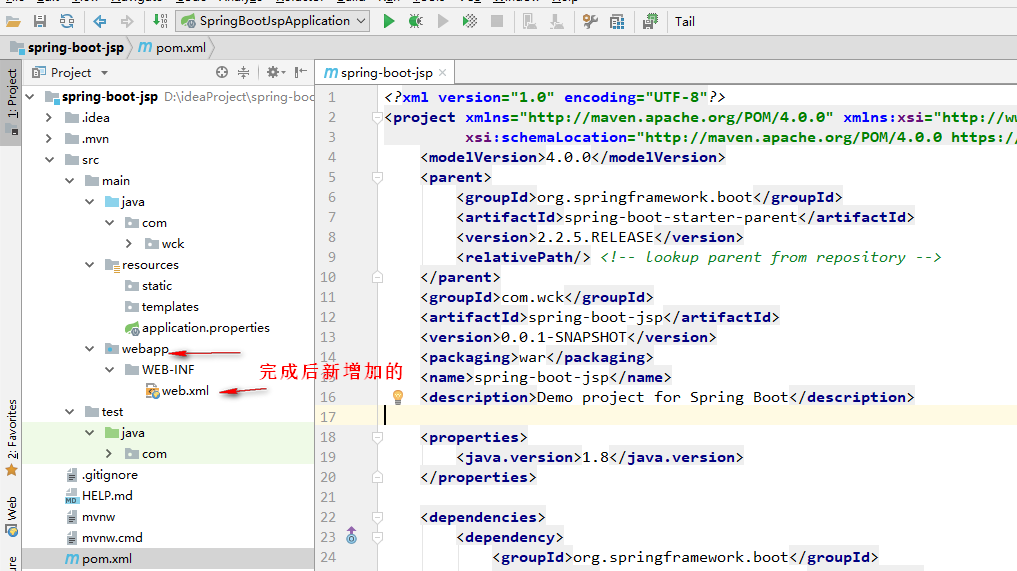 SpringBootJspApplication
Tail
spring-boot-jsp
pom.xml
1: Project
2: Favorites
Web
Project
spring-boot-jsp D:\ideaProject\spring-boo
.idea
.mvn
src
main
java
com
wck
resources
static
templates
application.properties
webapp
WEB-INF
web.xml
完成后新增加的
test
java
com
.gitignore
HELP.md
mvnw
mvnw.cmd
pom.xml
spring-boot-jsp
1 <?xml version="1.0" encoding="UTF-8"?>
2 <project xmlns="http://maven.apache.org/POM/4.0.0" xmlns:xsi="http://ww
3 xsi:schemaLocation="http://maven.apache.org/POM/4.0.0 https:/
4 <modelVersion>4.0.0</modelVersion>
5 <parent>
6 <groupId>org.springframework.boot</groupId>
7 <artifactId>spring-boot-starter-parent</artifactId>
8 <version>2.2.5.RELEASE</version>
9 <relativePath/> <!-- lookup parent from repository -->
10 </parent>
11 <groupId>com.wck</groupId>
12 <artifactId>spring-boot-jsp</artifactId>
13 <version>0.0.1-SNAPSHOT</version>
14 <packaging>war</packaging>
<name>spring-boot-jsp</name>
16 <description>Demo project for Spring Boot</description>
17
18 <properties>
19 <java.version>1.8</java.version>
20 </properties>
21
22 <dependencies>
23 <dependency>
24 <groupId>org.springframework.boot</groupId>